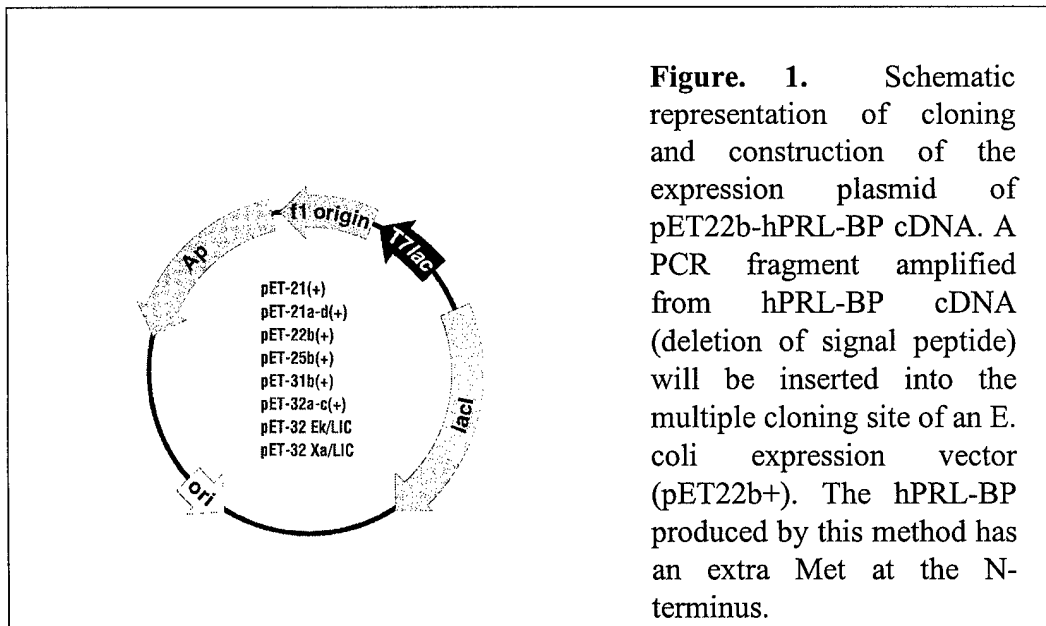 f1 origin
T7lac
Ap
pET-21(+)
pET-21a-d(+)
pET-22b(+)
pET-25b(+)
pET-31b(+)
pET-32a-c(+)
pET-32 Ek/LIC
pET-32 Xa/LIC
lacI
ori
Figure. 1. Schematic
representation of cloning
and construction of the
expression plasmid of
pET22b-hPRL-BP cDNA. A
PCR fragment amplified
from hPRL-BP cDNA
(deletion of signal peptide)
will be inserted into the
multiple cloning site of an E.
coli expression vector
(pET22b+). The hPRL-BP
produced by this method has
an extra Met at the N-
terminus.